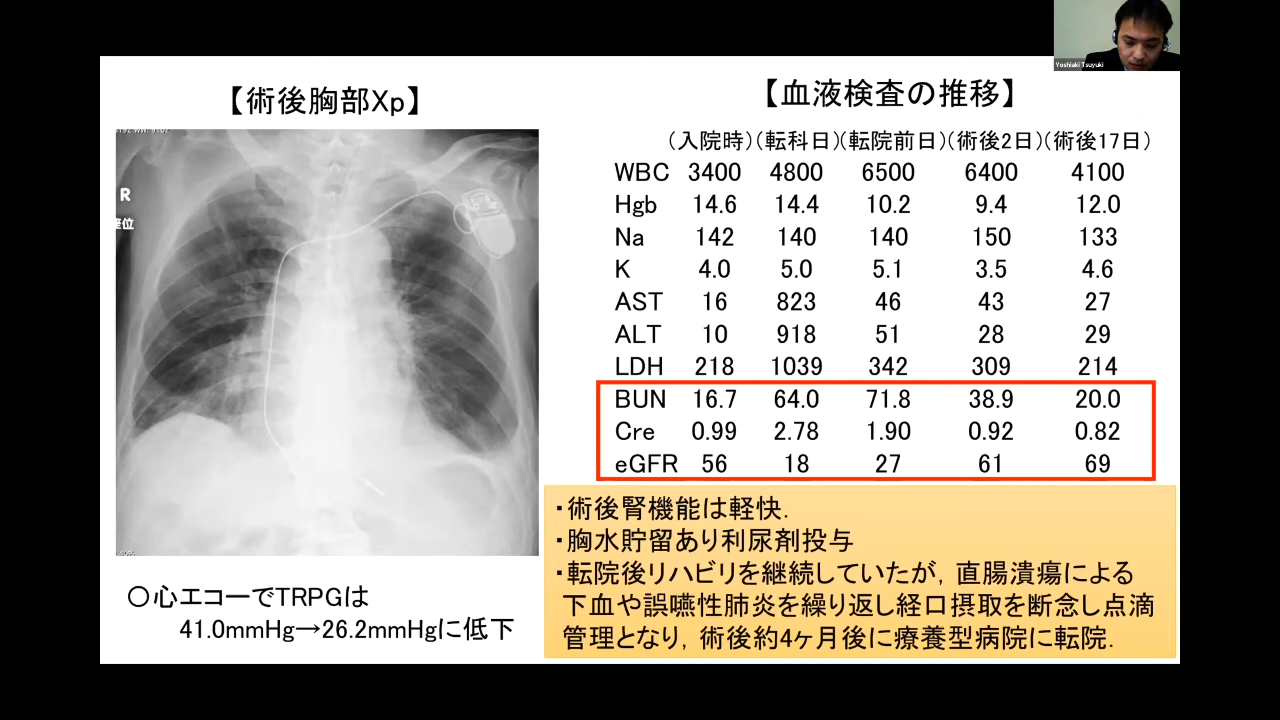 Yoshiaki Tsuyuki
【術後胸部Xp】
R
座位
〇心エコーでTRPGは
41.0mmHg→26.2mmHgに低下
【血液検査の推移】
(入院時)(転科日)(転院前日)(術後2日)(術後17日)
WBC 3400 4800 6500 6400 4100
Hgb 14.6 14.4 10.2 9.4 12.0
Na 142 140 140 150 133
K 4.0 5.0 5.1 3.5 4.6
AST 16 823 46 43 27
ALT 10 918 51 28 29
LDH 218 1039 342 309 214
BUN 16.7 64.0 71.8 38.9 20.0
Cre 0.99 2.78 1.90 0.92 0.82
eGFR 56 18 27 61 69
・術後腎機能は軽快.
・胸水貯留あり利尿剤投与
・転院後リハビリを継続していたが, 直腸潰瘍による
下血や誤嚥性肺炎を繰り返し経口摂取を断念し点滴
管理となり, 術後約4ヶ月後に療養型病院に転院.